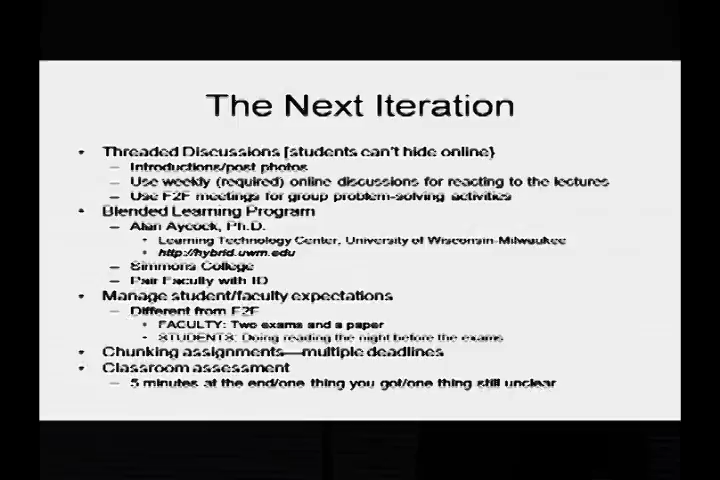 The Next Iteration
• Threaded Discussions [students can't hide online}
– Introductions/post photos
– Use weekly (required) online discussions for reacting to the lectures
– Use F2F meetings for group problem-solving activities
• Blended Learning Program
– Alan Aycock, Ph.D.
• Learning Technology Center, University of Wisconsin-Milwaukee
• http://hybrid.uwm.edu
– Simmons College
– Pair Faculty with ID
• Manage student/faculty expectations
– Different from F2F
• FACULTY: Two exams and a paper
• STUDENTS: Doing reading the night before the exams
• Chunking assignments—multiple deadlines
• Classroom assessment
– 5 minutes at the end/one thing you got/one thing still unclear